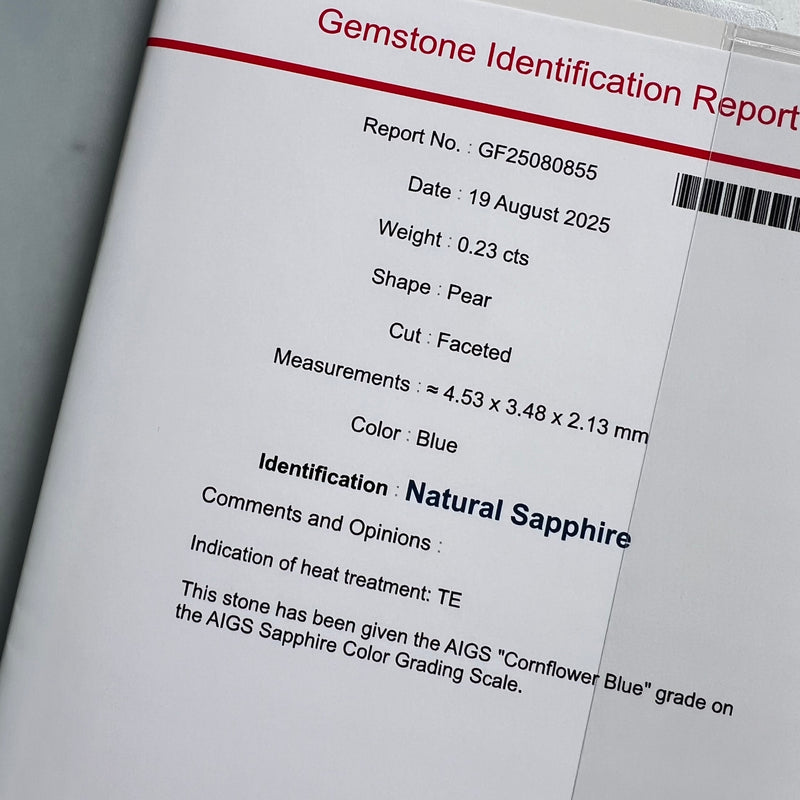 Gemstone Identification Report
Report No. : GF25080855
Date : 19 August 2025
Weight : 0.23 cts
Shape : Pear
Cut : Faceted
Measurements : ≈ 4.53 x 3.48 x 2.13 mm
Color : Blue
Identification : Natural Sapphire
Comments and Opinions :
Indication of heat treatment: TE
This stone has been given the AIGS "Cornflower Blue" grade on
the AIGS Sapphire Color Grading Scale.